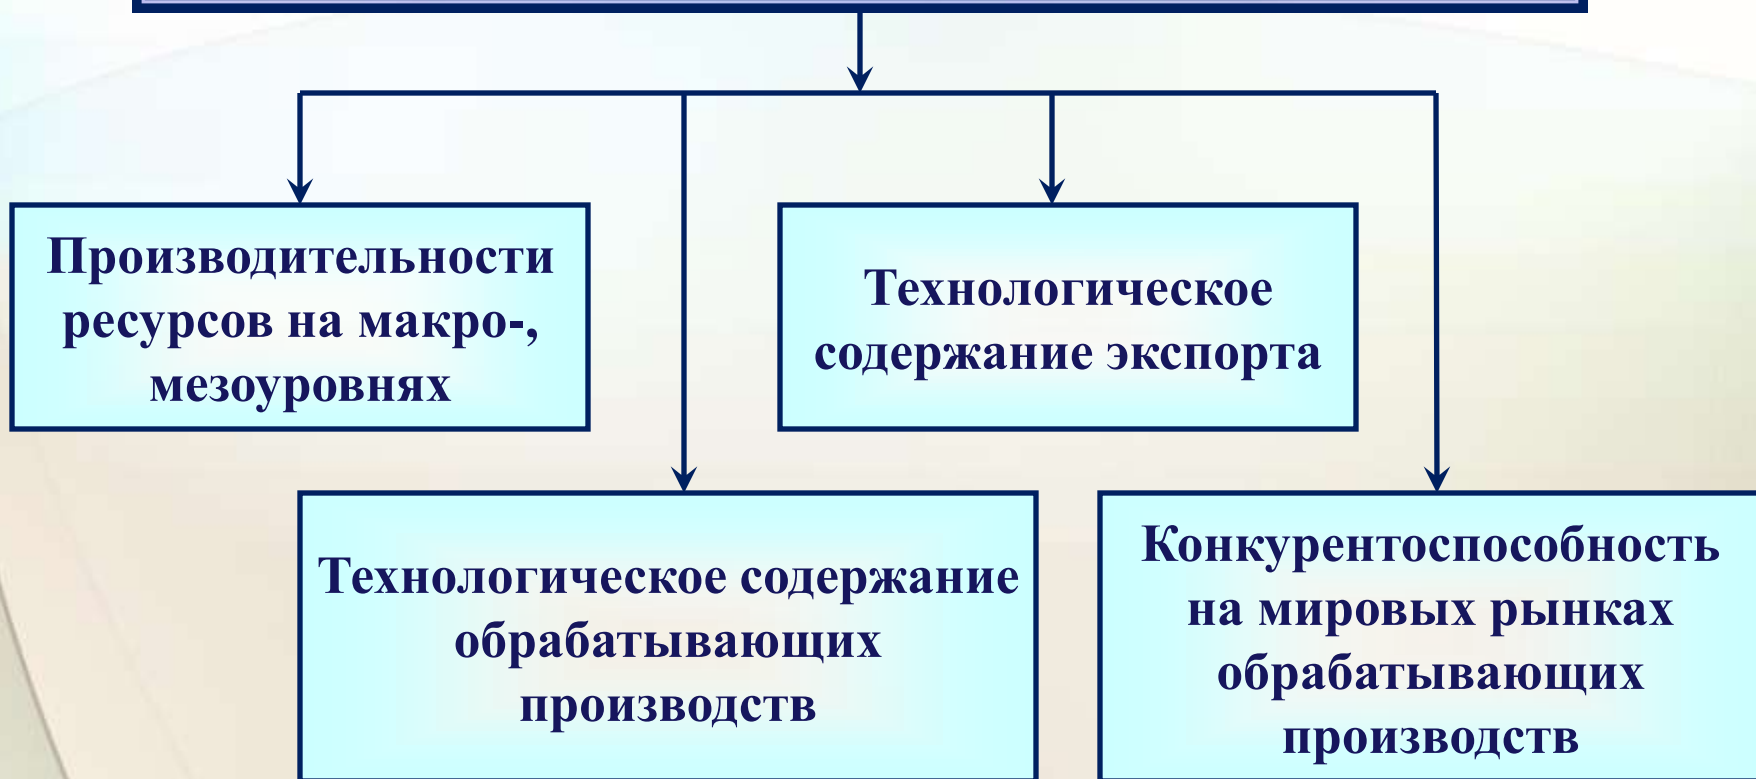 Производительности
ресурсов на макро-,
мезоуровнях
Технологическое
содержание экспорта
Технологическое содержание
обрабатывающих
производств
Конкурентоспособность
на мировых рынках
обрабатывающих
производств